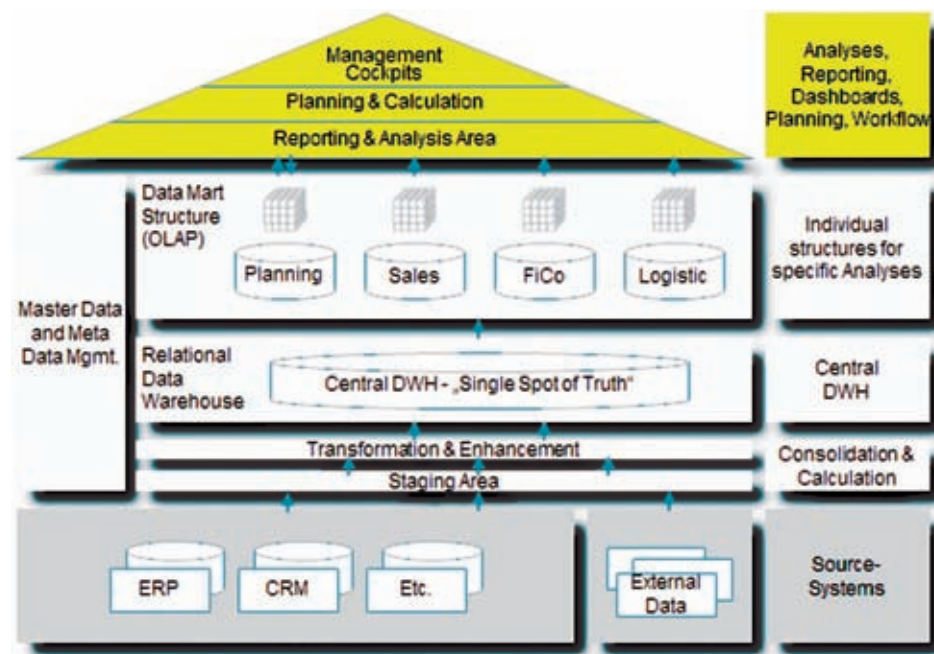 Management
Cockpits
Planning & Calculation
Reporting & Analysis Area
Analyses,
Reporting,
Dashboards,
Planning, Workflow
Data Mart
Structure
(OLAP)
Planning
Sales
FiCo
Logistic
Individual
structures for
specific Analyses
Master Data
and Meta
Data Mgmt.
Relational
Data
Warehouse
Central DWH - „Single Spot of Truth“
Central
DWH
Transformation & Enhancement
Staging Area
Consolidation &
Calculation
ERP
CRM
Etc.
External
Data
Source-
Systems